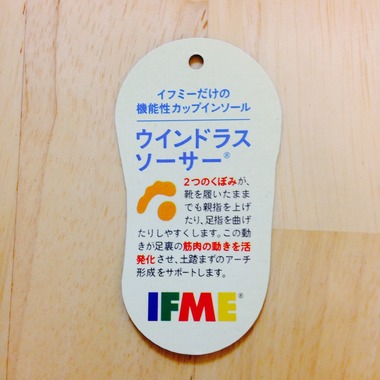 イフミーだけの
機能性カップインソール
ウインドラス
ソーサー®
2つのくぼみが、
靴を履いたまま
でも親指を上げ
たり、足指を曲げ
たりしやすくします。この動
きが足裏の筋肉の動きを活
発化させ、土踏まずのアーチ
形成をサポートします。
IFME®